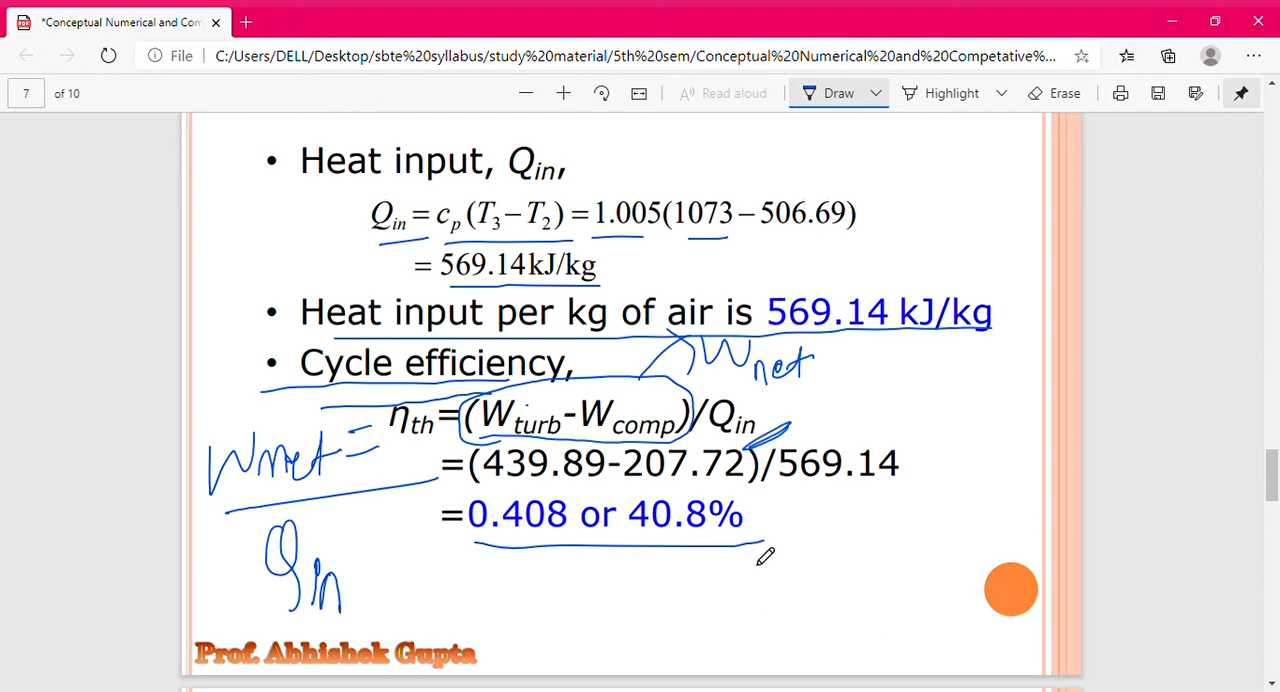 *Conceptual Numerical and Com
File C:/Users/DELL/Desktop/sbte%20syllabus/study%20material/5th%20sem/Conceptual%20Numerical%20and%20Competative%...
7 of 10 Read aloud Draw Highlight Erase
• Heat input, Qin,
Qin = cp (T3 – T2) = 1.005(1073 – 506.69)
= 569.14 kJ/kg
• Heat input per kg of air is 569.14 kJ/kg
• Cycle efficiency,
Wnet
ηth=(Wturb-Wcomp)/Qin
Wnet =
=(439.89-207.72)/569.14
=0.408 or 40.8%
Qin
Prof. Abhishek Gupta